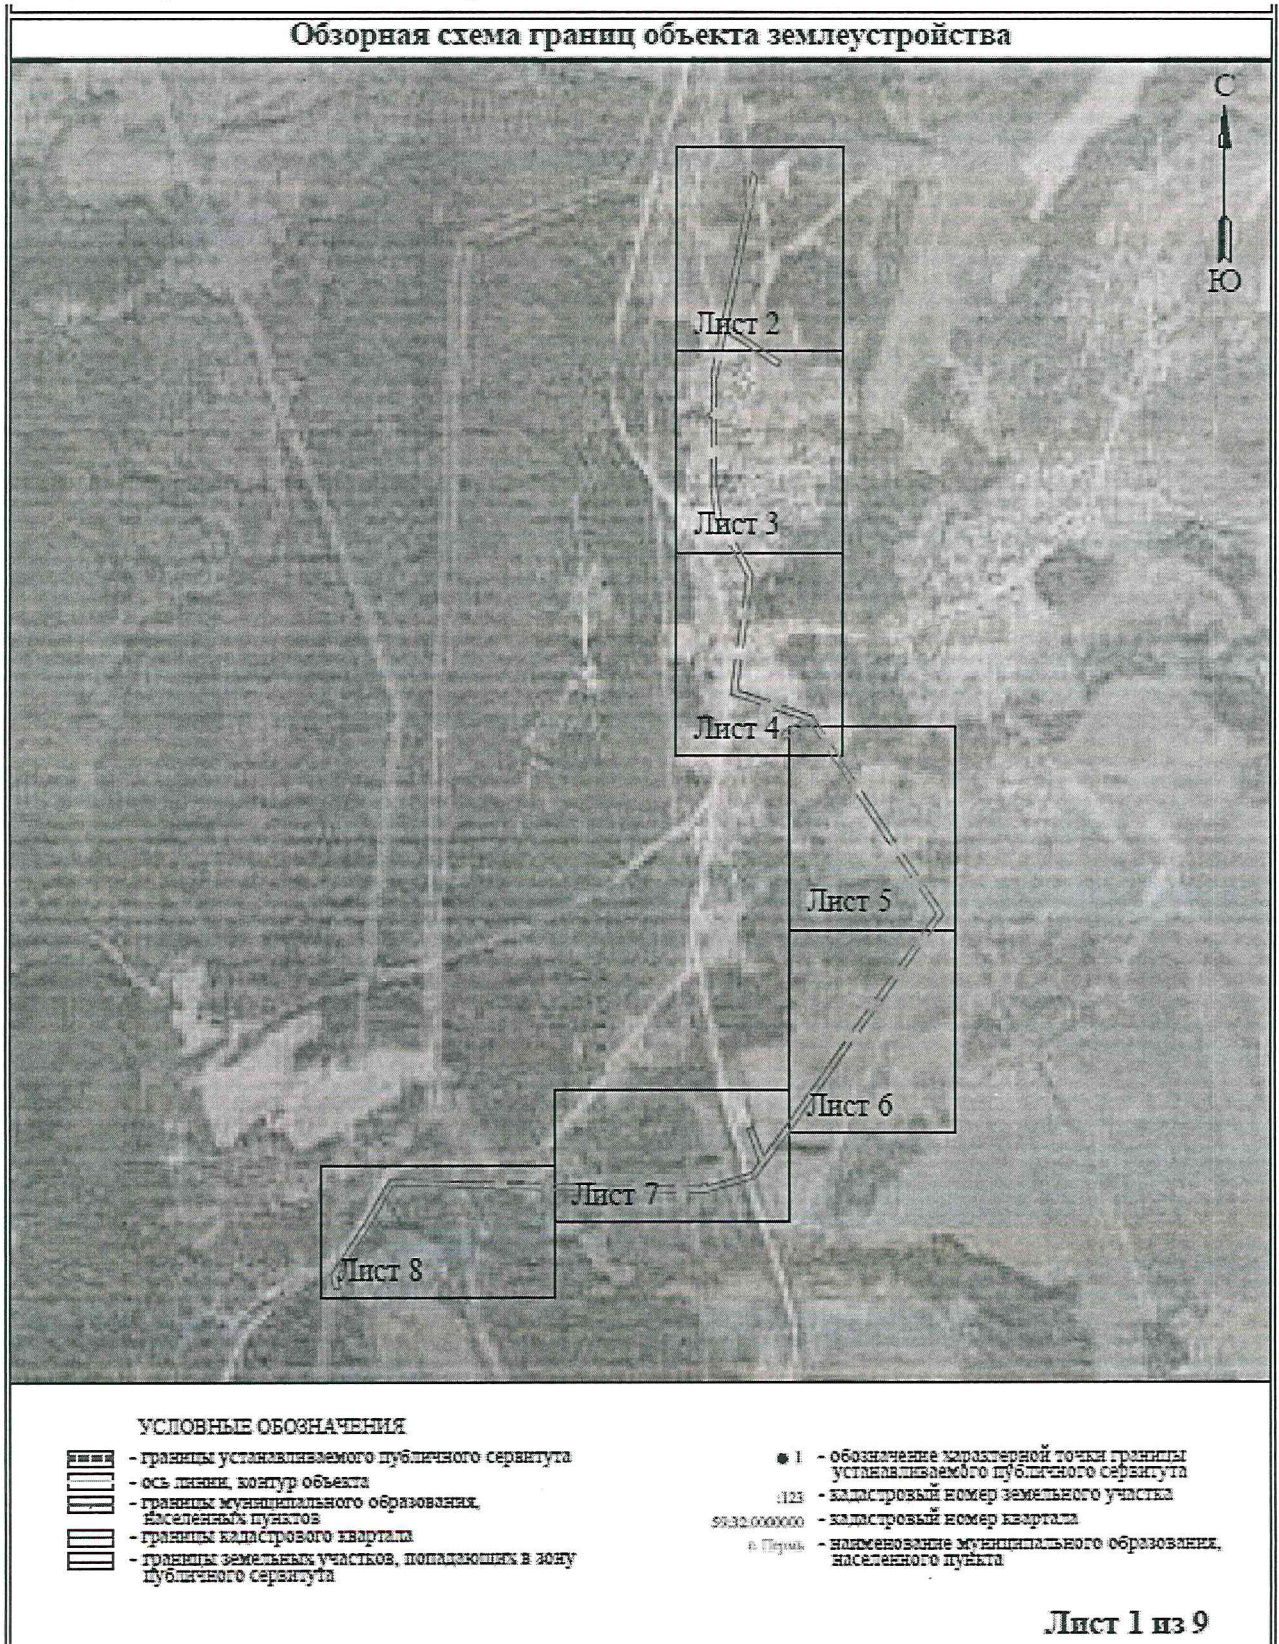 Обзорная схема границ объекта землеустройства
С
Ю
Лист 2
Лист 3
Лист 4
Лист 5
Лист 6
Лист 7
Лист 8
УСЛОВНЫЕ ОБОЗНАЧЕНИЯ
- границы устанавливаемого публичного сервитута
- ось линии, контур объекта
- границы муниципального образования,
населенных пунктов
- границы кадастрового квартала
- границы земельных участков, попадающих в зону
публичного сервитута
1 - обозначение характерной точки границы
устанавливаемого публичного сервитута
:123 - кадастровый номер земельного участка
59:32:0000000 - кадастровый номер квартала
г. Пермь - наименование муниципального образования,
населенного пункта
Лист 1 из 9